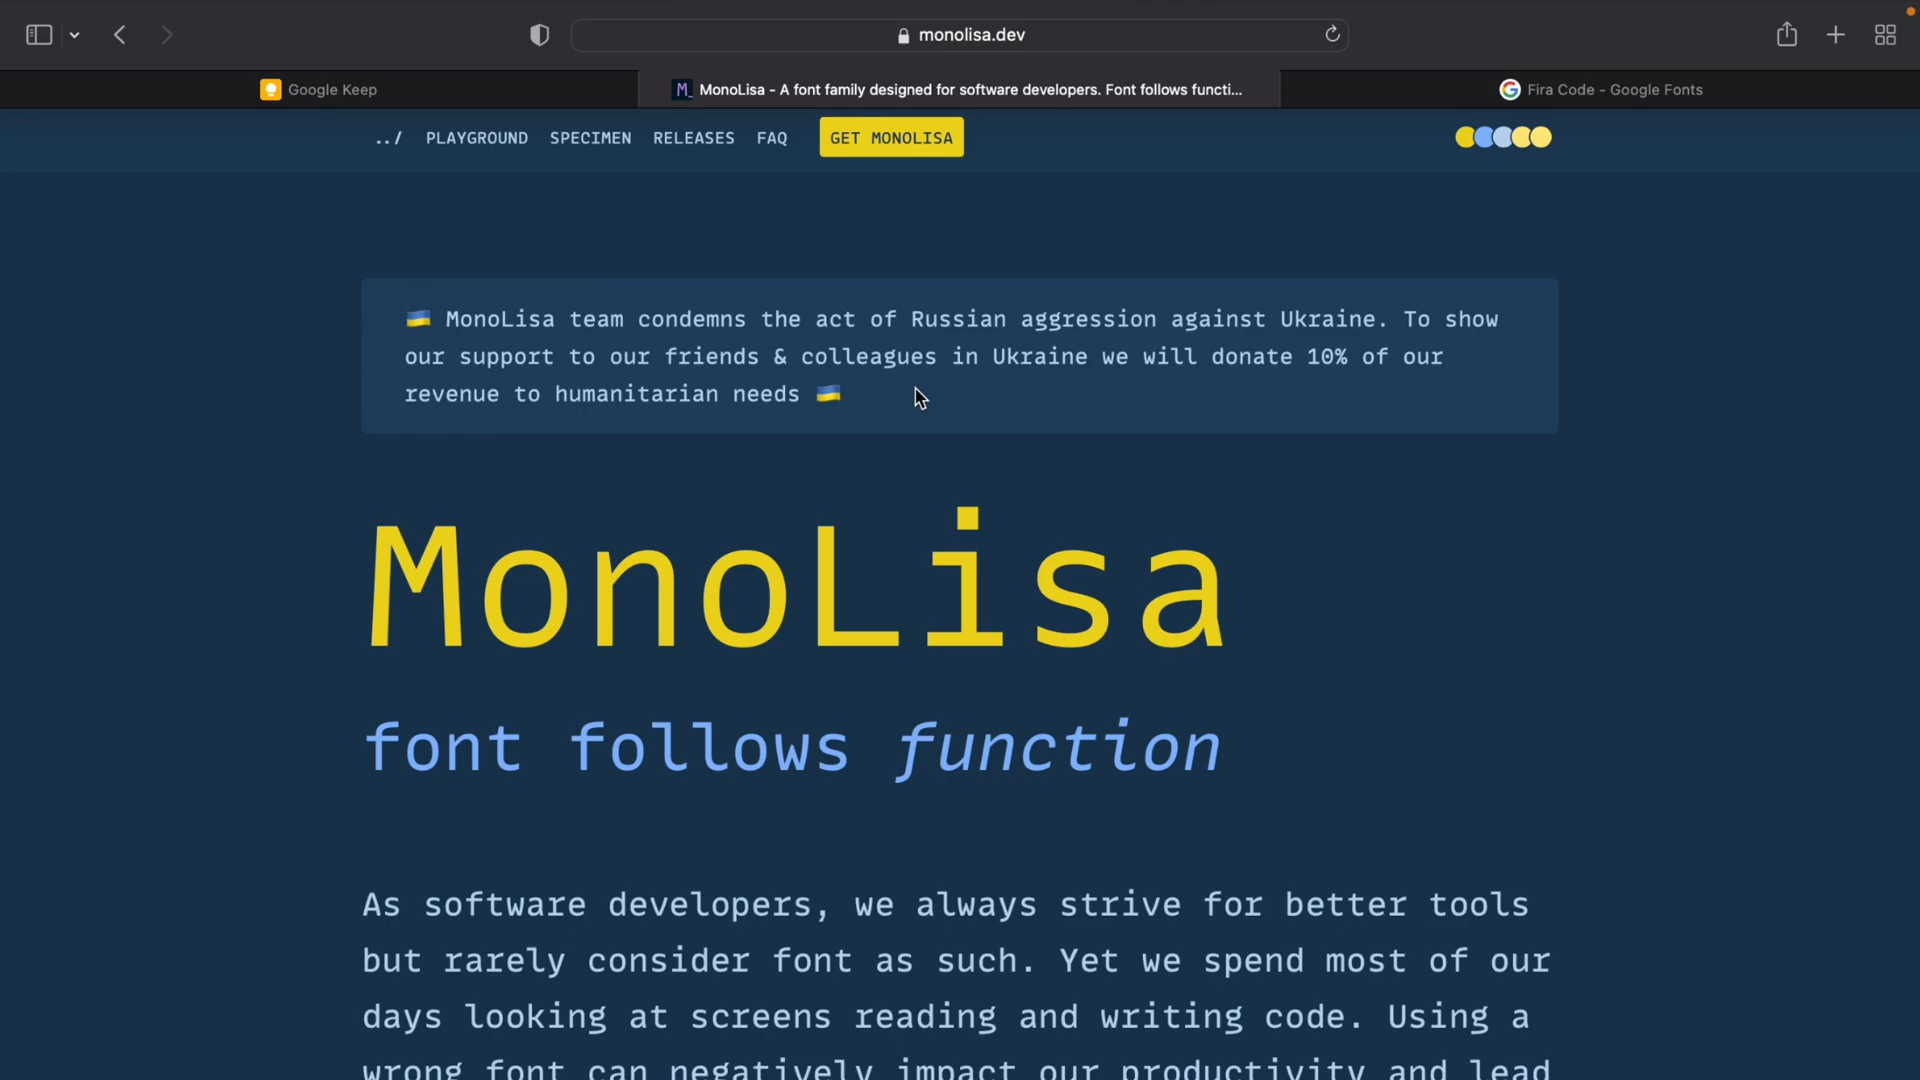 monolisa.dev
Google Keep
M_ MonoLisa - A font family designed for software developers. Font follows functi...
G Fira Code - Google Fonts
../ PLAYGROUND SPECIMEN RELEASES FAQ GET MONOLISA
🇺🇦 MonoLisa team condemns the act of Russian aggression against Ukraine. To show
our support to our friends & colleagues in Ukraine we will donate 10% of our
revenue to humanitarian needs 🇺🇦
MonoLisa
font follows function
As software developers, we always strive for better tools
but rarely consider font as such. Yet we spend most of our
days looking at screens reading and writing code. Using a
wrong font can negatively impact our productivity and lead